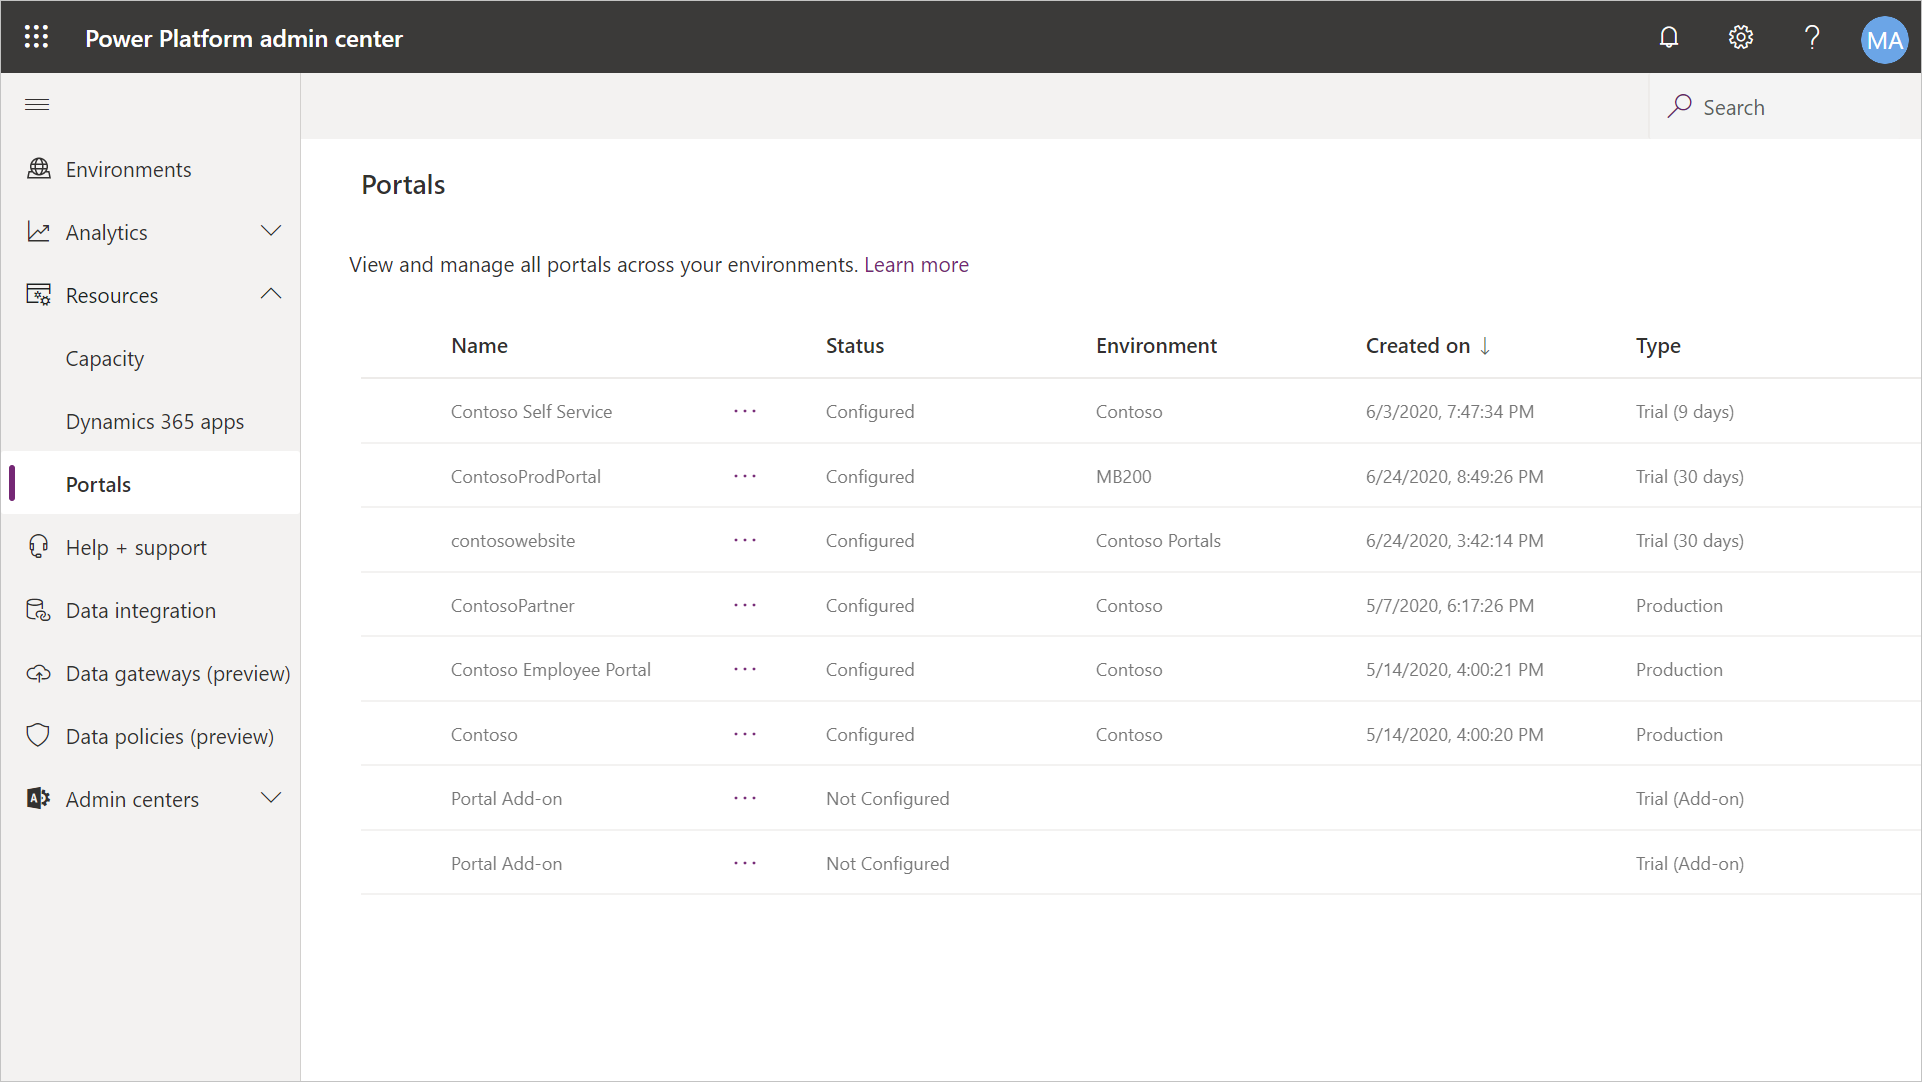 Power Platform admin center
MA
Search
Environments
Analytics
Resources
Capacity
Dynamics 365 apps
Portals
Help + support
Data integration
Data gateways (preview)
Data policies (preview)
Admin centers
Portals
View and manage all portals across your environments. Learn more
Name Status Environment Created on ↓ Type
Contoso Self Service ··· Configured Contoso 6/3/2020, 7:47:34 PM Trial (9 days)
ContosoProdPortal ··· Configured MB200 6/24/2020, 8:49:26 PM Trial (30 days)
contosowebsite ··· Configured Contoso Portals 6/24/2020, 3:42:14 PM Trial (30 days)
ContosoPartner ··· Configured Contoso 5/7/2020, 6:17:26 PM Production
Contoso Employee Portal ··· Configured Contoso 5/14/2020, 4:00:21 PM Production
Contoso ··· Configured Contoso 5/14/2020, 4:00:20 PM Production
Portal Add-on ··· Not Configured Trial (Add-on)
Portal Add-on ··· Not Configured Trial (Add-on)